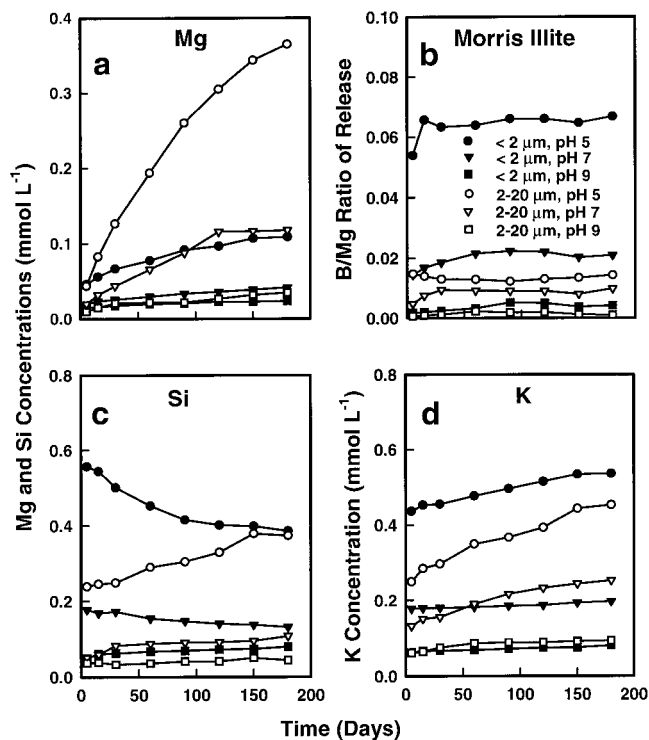 Mg and Si Concentrations (mmol L⁻¹)
a
Mg
0.4
0.3
0.2
0.1
0.0
b
Morris Illite
B/Mg Ratio of Release
0.10
0.08
0.06
0.04
0.02
0.00
< 2 μm, pH 5
< 2 μm, pH 7
< 2 μm, pH 9
2-20 μm, pH 5
2-20 μm, pH 7
2-20 μm, pH 9
c
Si
0.8
0.6
0.4
0.2
0.0
0 50 100 150 200
d
K
K Concentration (mmol L⁻¹)
0.8
0.6
0.4
0.2
0.0
0 50 100 150 200
Time (Days)